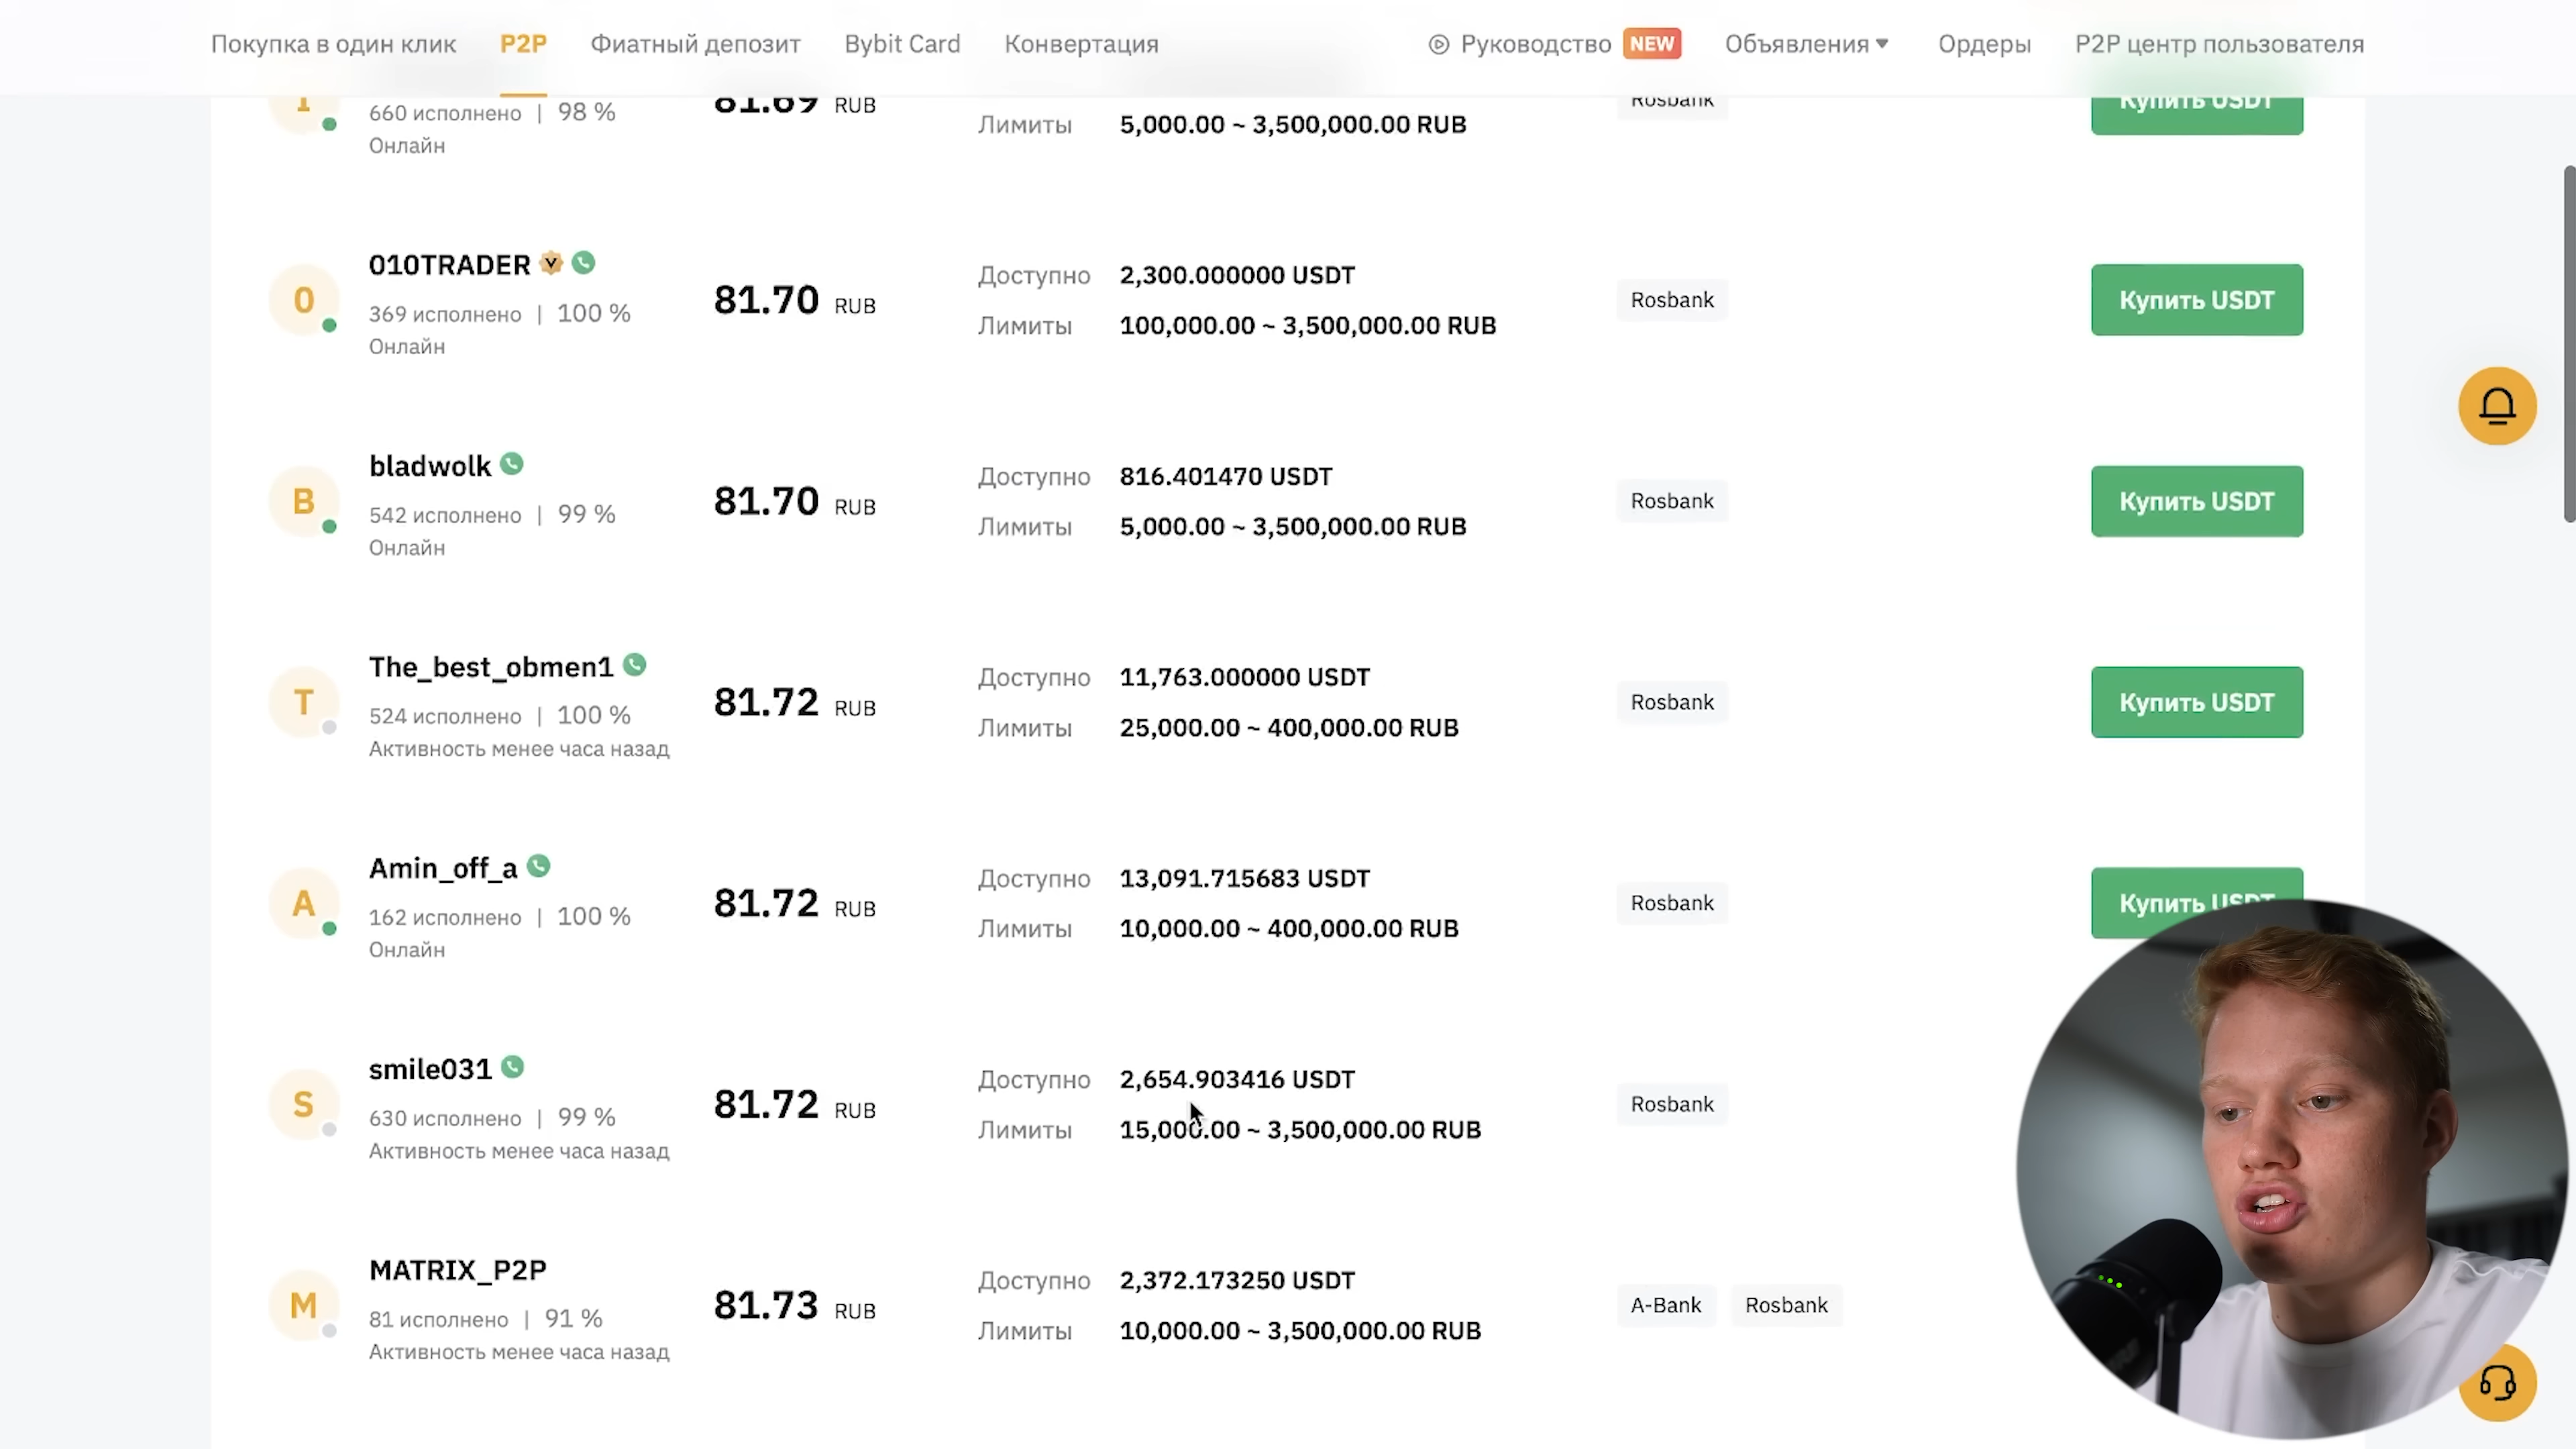 Покупка в один клик P2P Фиатный депозит Bybit Card Конвертация Руководство NEW Объявления Ордеры P2P центр пользователя
1
660 исполнено | 98 %
Онлайн
81.69 RUB
Лимиты 5,000.00 ~ 3,500,000.00 RUB
Rosbank
Купить USDT
0
010TRADER
369 исполнено | 100 %
Онлайн
81.70 RUB
Доступно 2,300.000000 USDT
Лимиты 100,000.00 ~ 3,500,000.00 RUB
Rosbank
Купить USDT
B
bladwolk
542 исполнено | 99 %
Онлайн
81.70 RUB
Доступно 816.401470 USDT
Лимиты 5,000.00 ~ 3,500,000.00 RUB
Rosbank
Купить USDT
T
The_best_obmen1
524 исполнено | 100 %
Активность менее часа назад
81.72 RUB
Доступно 11,763.000000 USDT
Лимиты 25,000.00 ~ 400,000.00 RUB
Rosbank
Купить USDT
A
Amin_off_a
162 исполнено | 100 %
Онлайн
81.72 RUB
Доступно 13,091.715683 USDT
Лимиты 10,000.00 ~ 400,000.00 RUB
Rosbank
Купить USDT
S
smile031
630 исполнено | 99 %
Активность менее часа назад
81.72 RUB
Доступно 2,654.903416 USDT
Лимиты 15,000.00 ~ 3,500,000.00 RUB
Rosbank
M
MATRIX_P2P
81 исполнено | 91 %
Активность менее часа назад
81.73 RUB
Доступно 2,372.173250 USDT
Лимиты 10,000.00 ~ 3,500,000.00 RUB
A-Bank Rosbank